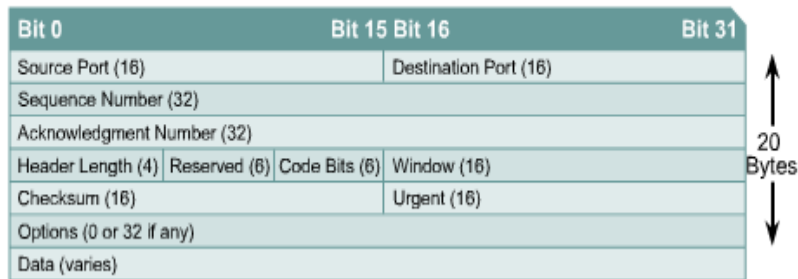 Bit 0 Bit 15 Bit 16 Bit 31
Source Port (16) Destination Port (16)
Sequence Number (32)
Acknowledgment Number (32)
Header Length (4) Reserved (6) Code Bits (6) Window (16)
Checksum (16) Urgent (16)
Options (0 or 32 if any)
Data (varies)
20
Bytes